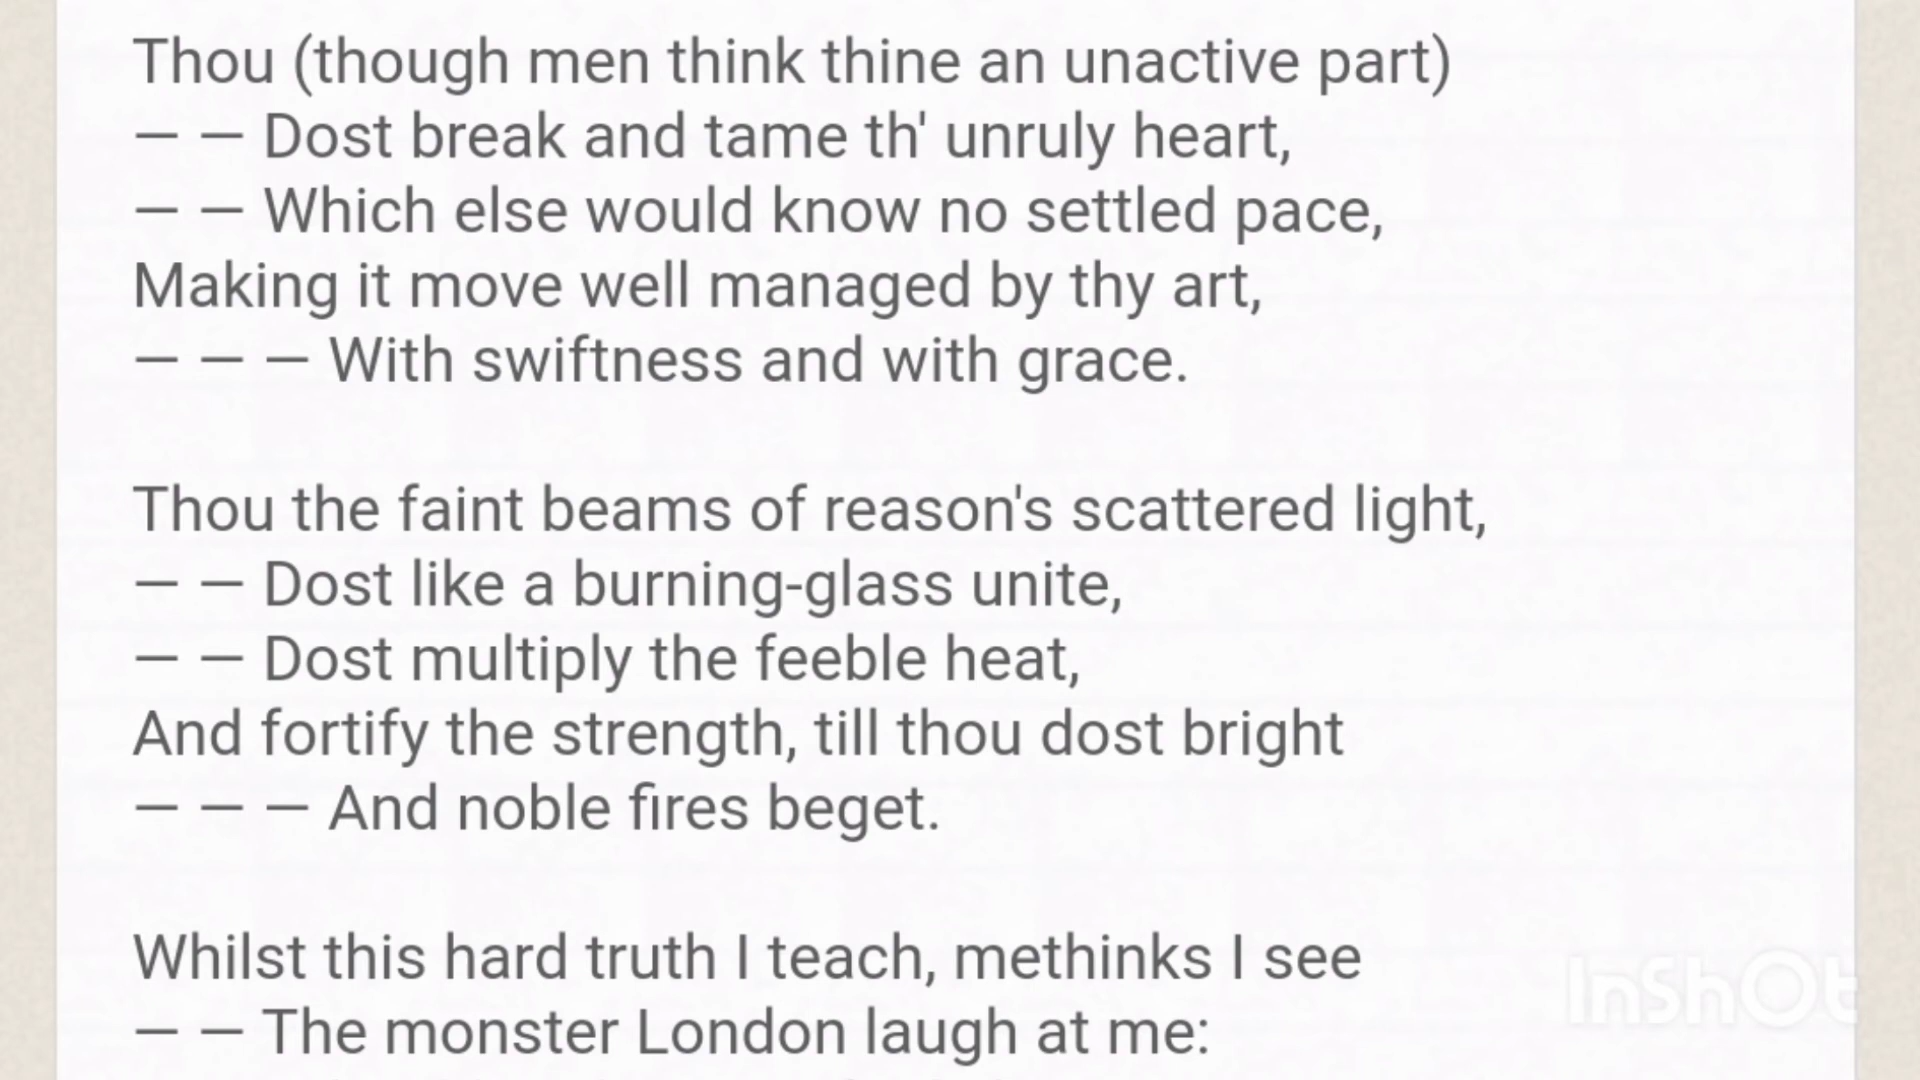 Thou (though men think thine an unactive part)
— — Dost break and tame th' unruly heart,
— — Which else would know no settled pace,
Making it move well managed by thy art,
— — — With swiftness and with grace.
Thou the faint beams of reason's scattered light,
— — Dost like a burning-glass unite,
— — Dost multiply the feeble heat,
And fortify the strength, till thou dost bright
— — — And noble fires beget.
Whilst this hard truth I teach, methinks I see
— — The monster London laugh at me:
InShOt